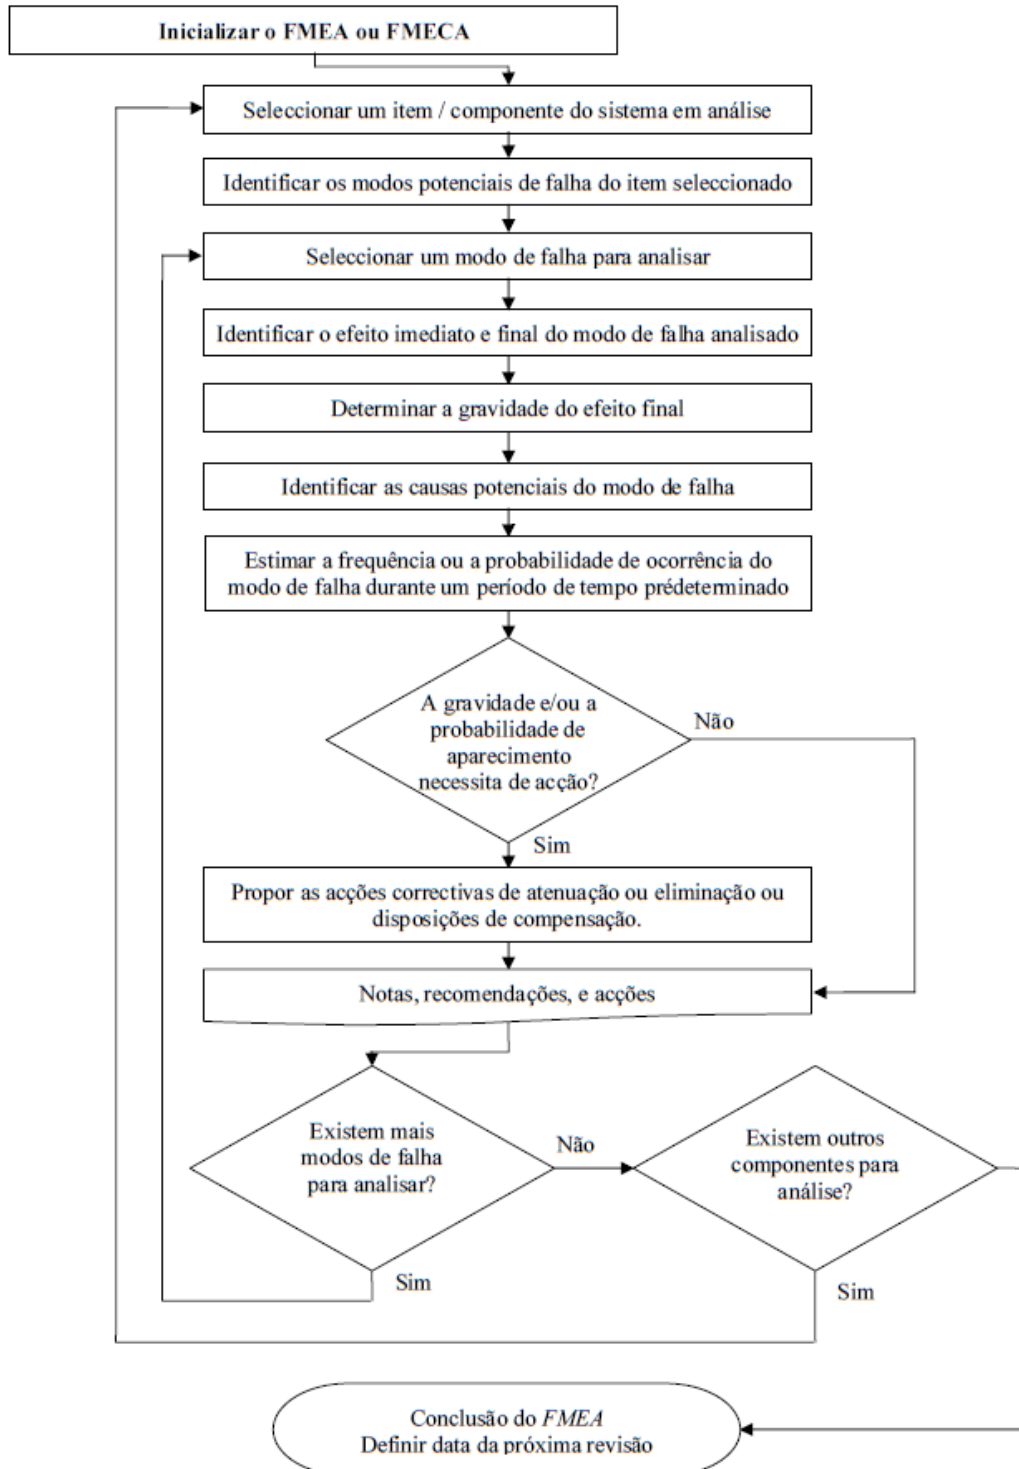 Inicializar o FMEA ou FMECA
Seleccionar um item / componente do sistema em análise
Identificar os modos potenciais de falha do item seleccionado
Seleccionar um modo de falha para analisar
Identificar o efeito imediato e final do modo de falha analisado
Determinar a gravidade do efeito final
Identificar as causas potenciais do modo de falha
Estimar a frequência ou a probabilidade de ocorrência do
modo de falha durante um período de tempo prédeterminado
A gravidade e/ou a
probabilidade de
aparecimento
necessita de acção?
Não
Sim
Propor as acções correctivas de atenuação ou eliminação ou
disposições de compensação.
Notas, recomendações, e acções
Existem mais
modos de falha
para analisar?
Não
Sim
Existem outros
componentes para
análise?
Sim
Conclusão do FMEA
Definir data da próxima revisão